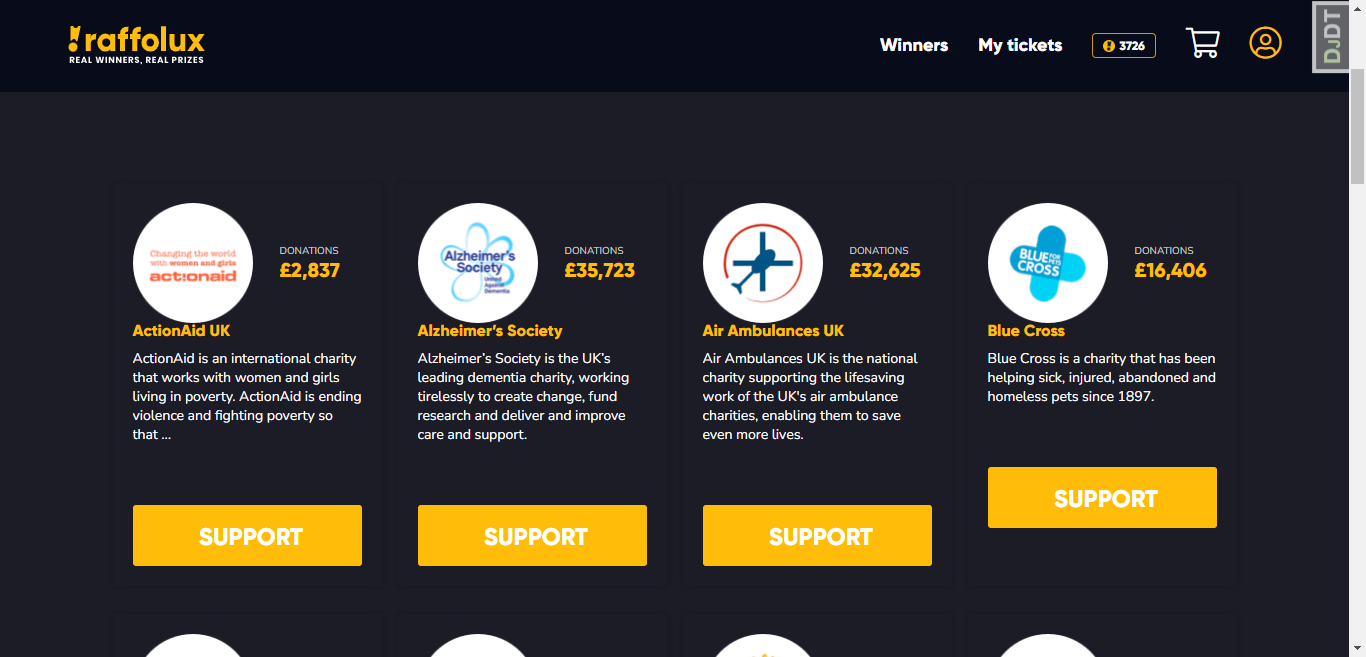 raffolux
REAL WINNERS, REAL PRIZES
Winners
My tickets
3726
DJDT
Changing the world
with women and girls
act:onaid
DONATIONS
£2,837
ActionAid UK
ActionAid is an international charity
that works with women and girls
living in poverty. ActionAid is ending
violence and fighting poverty so
that ...
SUPPORT
Alzheimer's
Society
United
Against
Dementia
DONATIONS
£35,723
Alzheimer’s Society
Alzheimer’s Society is the UK’s
leading dementia charity, working
tirelessly to create change, fund
research and deliver and improve
care and support.
SUPPORT
DONATIONS
£32,625
Air Ambulances UK
Air Ambulances UK is the national
charity supporting the lifesaving
work of the UK's air ambulance
charities, enabling them to save
even more lives.
SUPPORT
BLUE FOR PETS
CROSS
DONATIONS
£16,406
Blue Cross
Blue Cross is a charity that has been
helping sick, injured, abandoned and
homeless pets since 1897.
SUPPORT